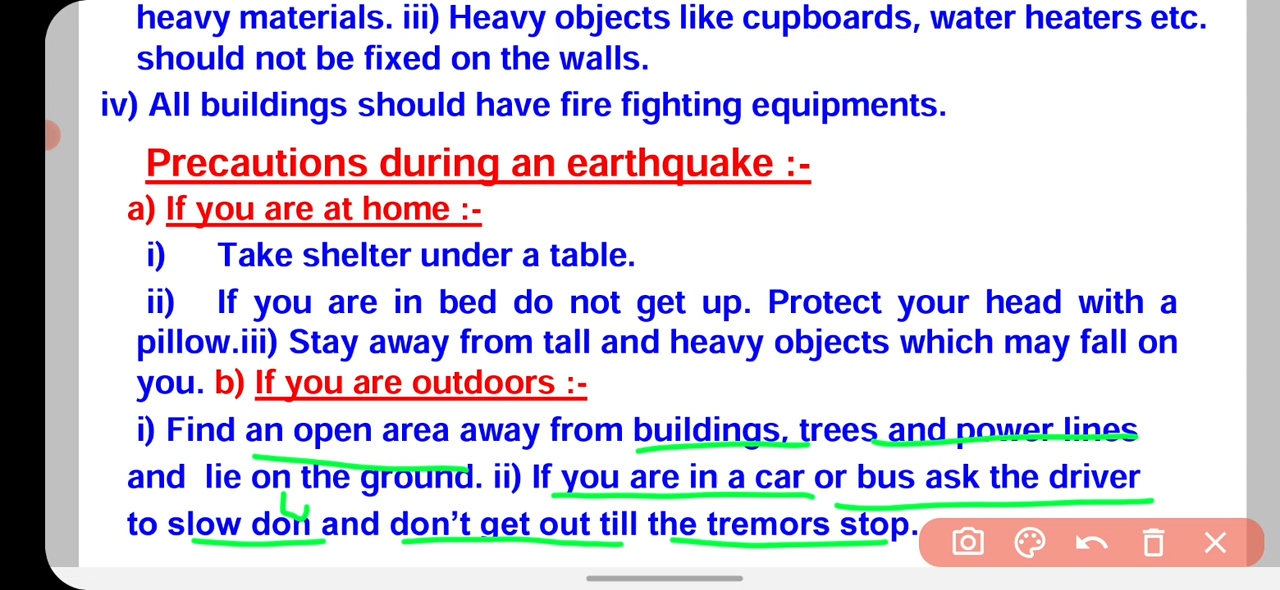 heavy materials. iii) Heavy objects like cupboards, water heaters etc.
should not be fixed on the walls.
iv) All buildings should have fire fighting equipments.
Precautions during an earthquake :-
a) If you are at home :-
i) Take shelter under a table.
ii) If you are in bed do not get up. Protect your head with a
pillow.iii) Stay away from tall and heavy objects which may fall on
you. b) If you are outdoors :-
i) Find an open area away from buildings, trees and power lines
and lie on the ground. ii) If you are in a car or bus ask the driver
to slow don and don't get out till the tremors stop.